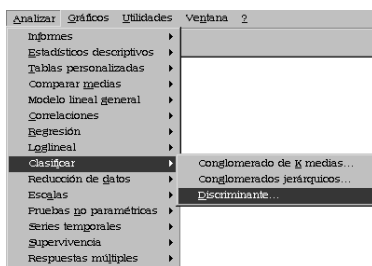 Analizar Gráficos Utilidades Ventana ?
Informes
Estadísticos descriptivos
Tablas personalizadas
Comparar medias
Modelo lineal general
Correlaciones
Regresión
Loglineal
Clasificar
Conglomerado de K medias...
Reducción de datos
Conglomerados jerárquicos...
Escalas
Discriminante...
Pruebas no paramétricas
Series temporales
Supervivencia
Respuestas múltiples